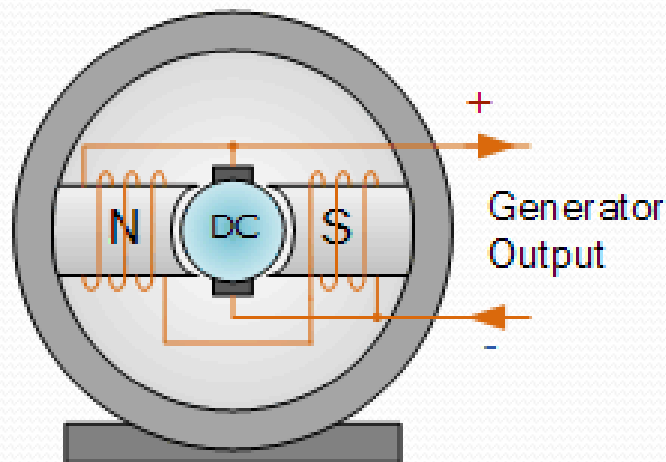 +
N
DC
S
Generator
Output
-